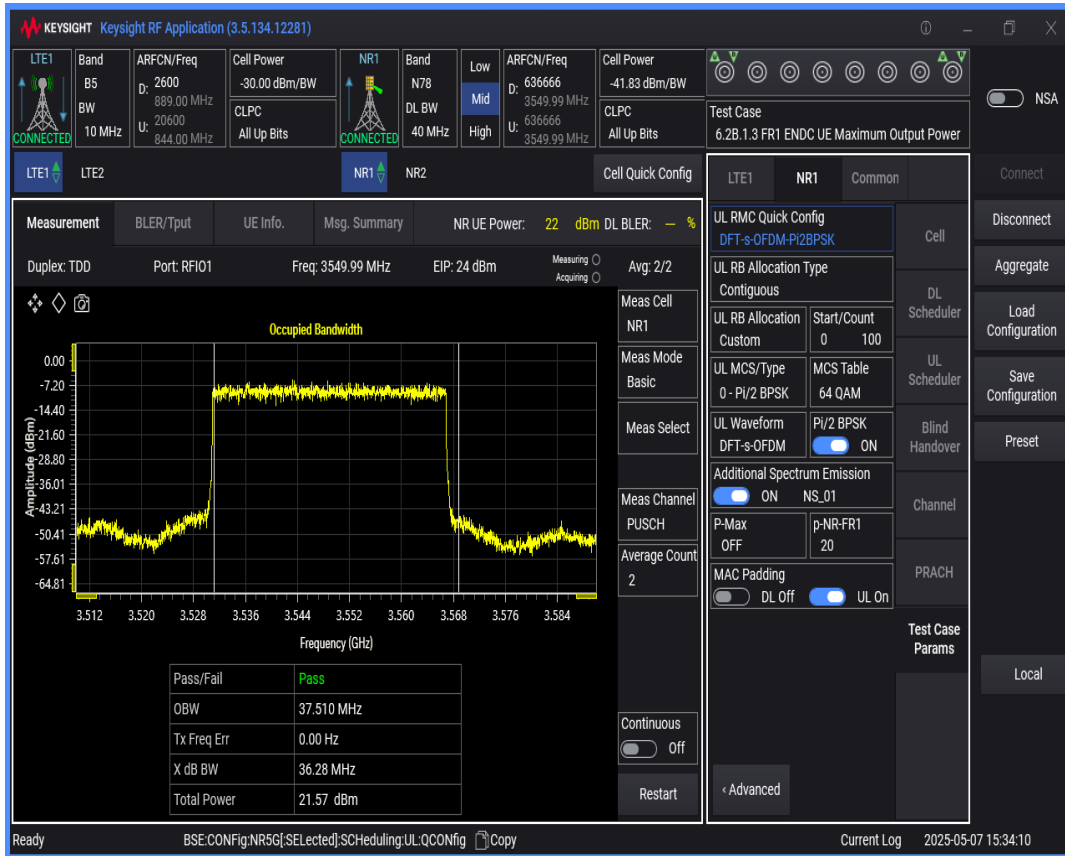 KEYSIGHT Keysight RF Application (3.5.134.12281)
LTE1
CONNECTED
Band
B5
BW
10 MHz
ARFCN/Freq
D: 2600
889.00 MHz
U: 20600
844.00 MHz
Cell Power
-30.00 dBm/BW
CLPC
All Up Bits
NR1
CONNECTED
Band
N78
DL BW
40 MHz
Low
Mid
High
ARFCN/Freq
D: 636666
3549.99 MHz
U: 636666
3549.99 MHz
Cell Power
-41.83 dBm/BW
CLPC
All Up Bits
Test Case
6.2B.1.3 FR1 ENDC UE Maximum Output Power
NSA
LTE1 LTE2 NR1 NR2 Cell Quick Config
Measurement BLER/Tput UE Info. Msg. Summary NR UE Power: 22 dBm DL BLER: — %
Duplex: TDD Port: RFIO1 Freq: 3549.99 MHz EIP: 24 dBm Measuring Acquiring Avg: 2/2
Occupied Bandwidth
Amplitude (dBm)
0.00
-7.20
-14.40
-21.60
-28.80
-36.01
-43.21
-50.41
-57.61
-64.81
3.512 3.520 3.528 3.536 3.544 3.552 3.560 3.568 3.576 3.584
Frequency (GHz)
Pass/Fail Pass
OBW 37.510 MHz
Tx Freq Err 0.00 Hz
X dB BW 36.28 MHz
Total Power 21.57 dBm
Meas Cell
NR1
Meas Mode
Basic
Meas Select
Meas Channel
PUSCH
Average Count
2
Continuous
Off
Restart
LTE1 NR1 Common
UL RMC Quick Config
DFT-s-OFDM-Pi2BPSK
UL RB Allocation Type
Contiguous
UL RB Allocation
Custom
Start/Count
0 100
UL MCS/Type
0 - Pi/2 BPSK
MCS Table
64 QAM
UL Waveform
DFT-s-OFDM
Pi/2 BPSK
ON
Additional Spectrum Emission
ON NS_01
P-Max
OFF
p-NR-FR1
20
MAC Padding
DL Off UL On
‹ Advanced
Cell
DL
Scheduler
UL
Scheduler
Blind
Handover
Channel
PRACH
Test Case
Params
Connect
Disconnect
Aggregate
Load
Configuration
Save
Configuration
Preset
Local
Ready BSE:CONFig:NR5G[:SELected]:SCHeduling:UL:QCONfig Copy Current Log 2025-05-07 15:34:10